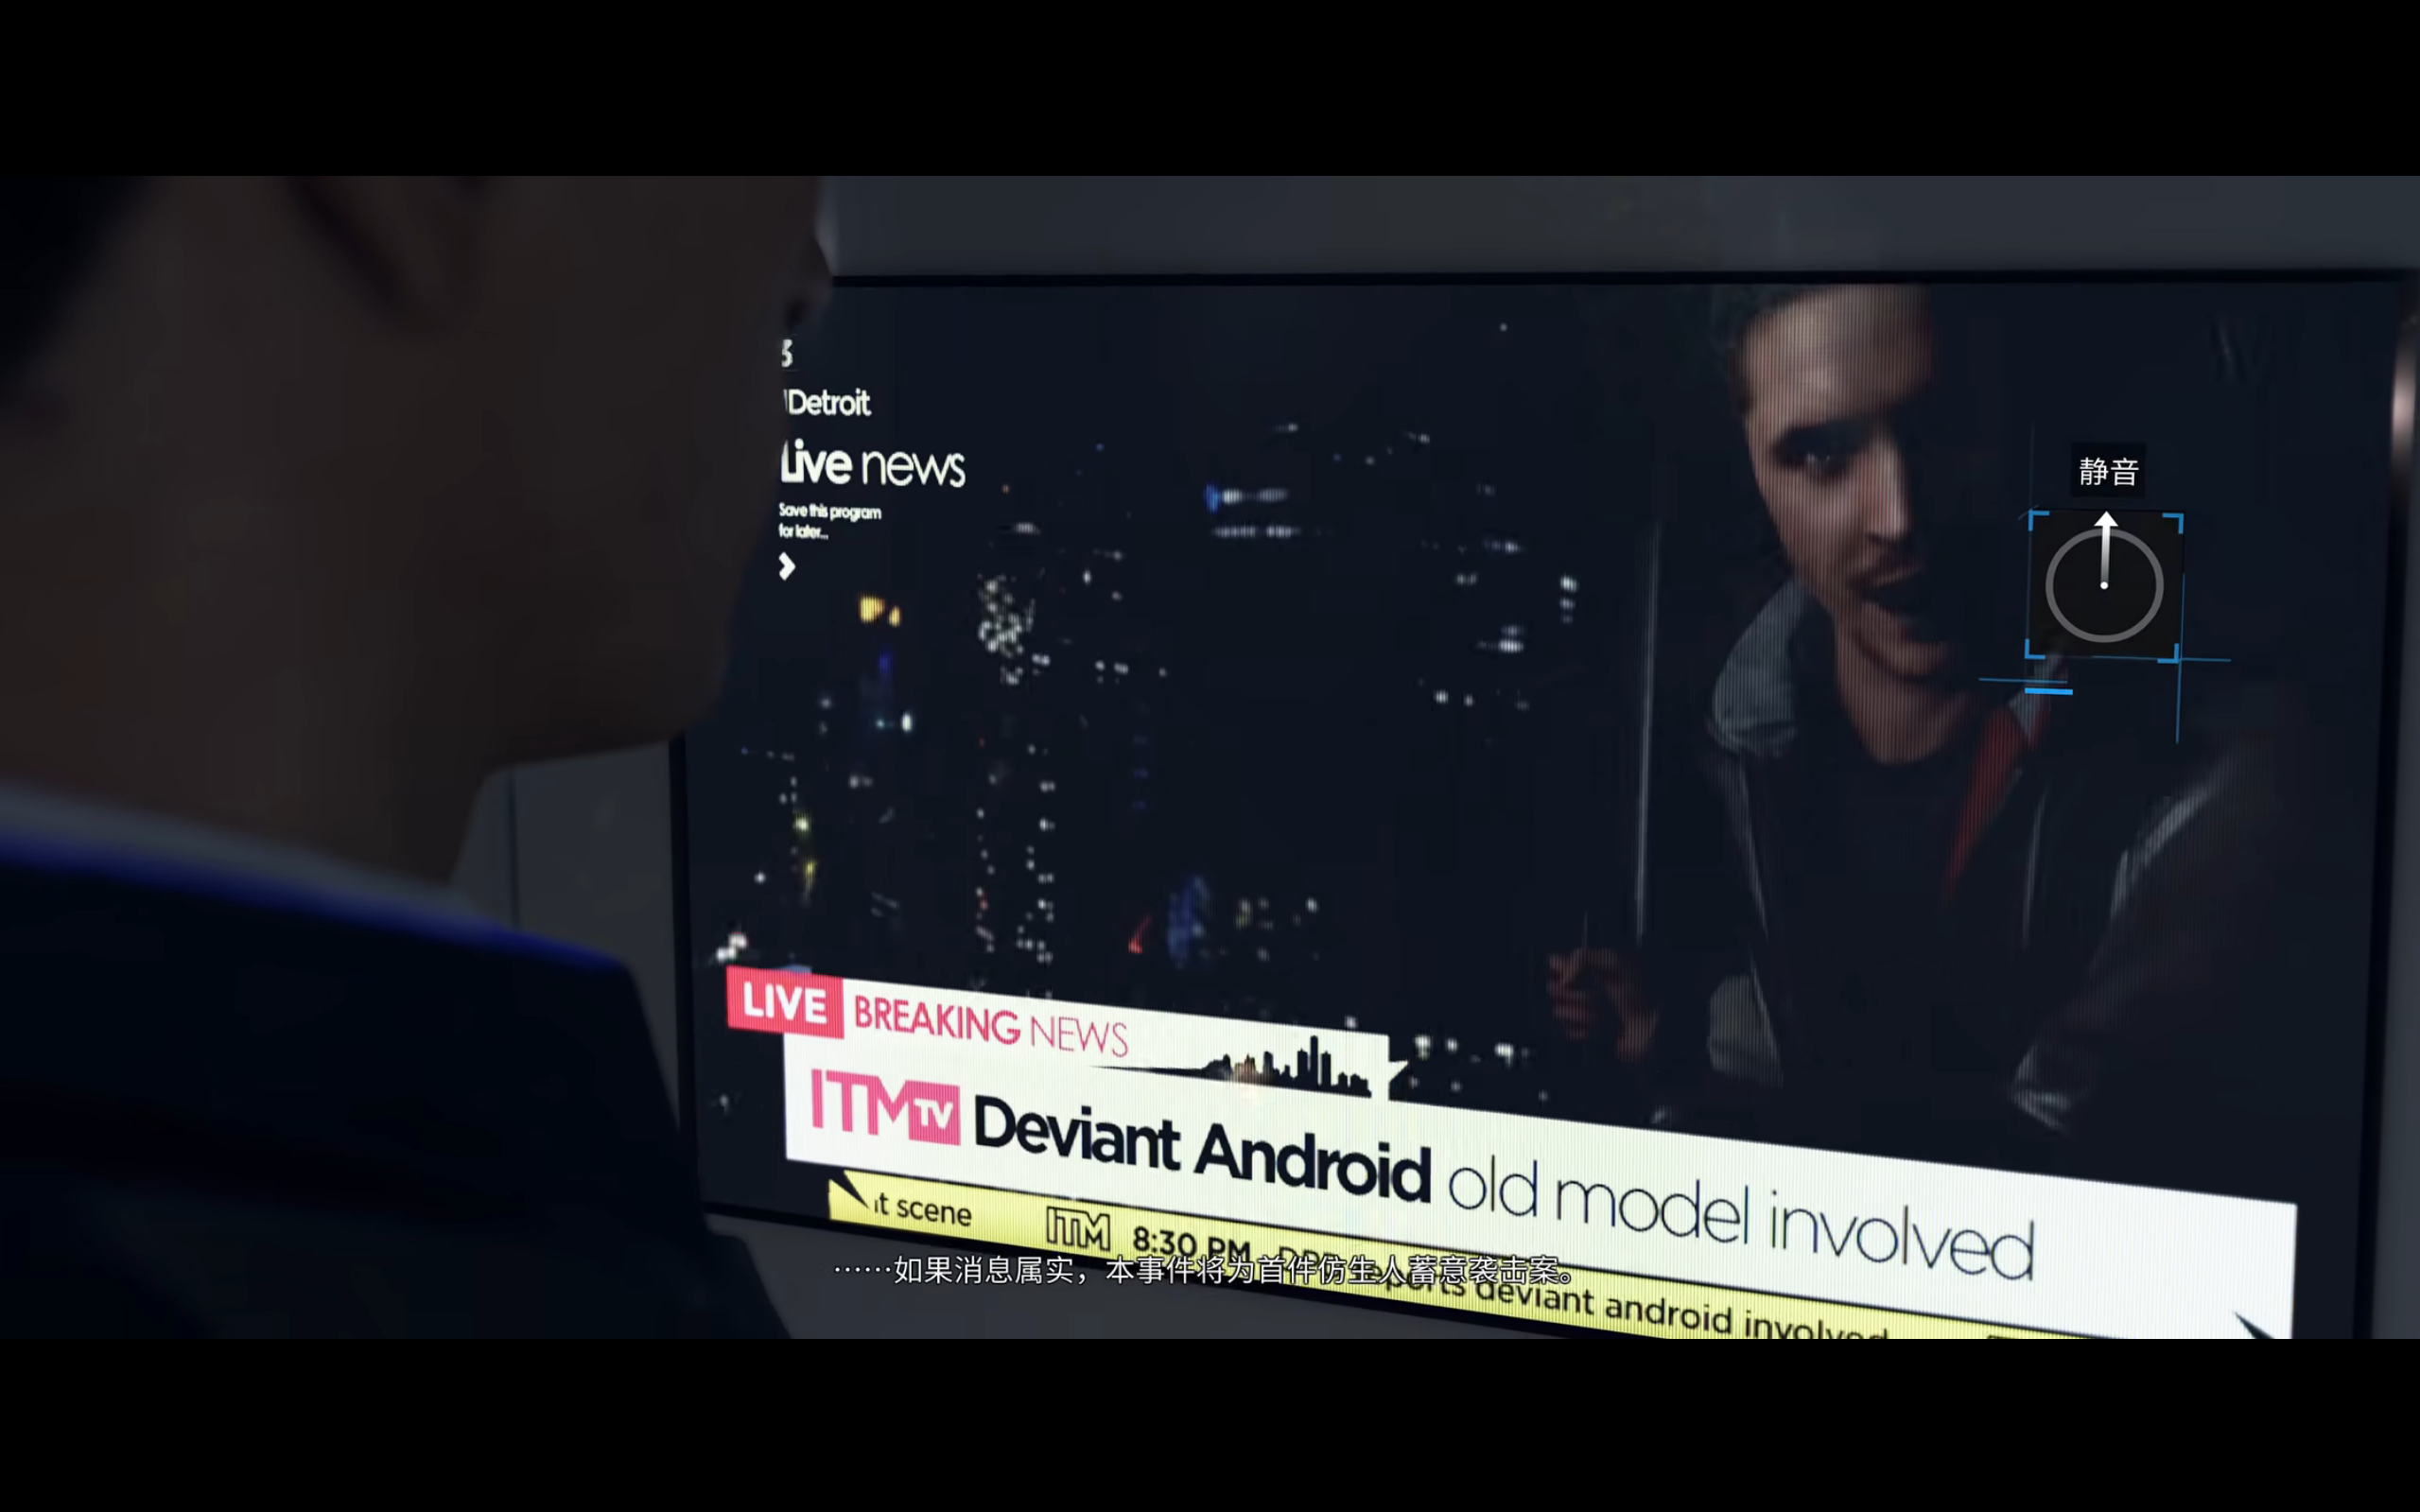 Detroit
Live news
Save this program
for later...
静音
LIVE BREAKING NEWS
ITM TV Deviant Android old model involved
it scene ITM 8:30 PM deviant android involved
……如果消息属实，本事件将为首件仿生人蓄意袭击案。